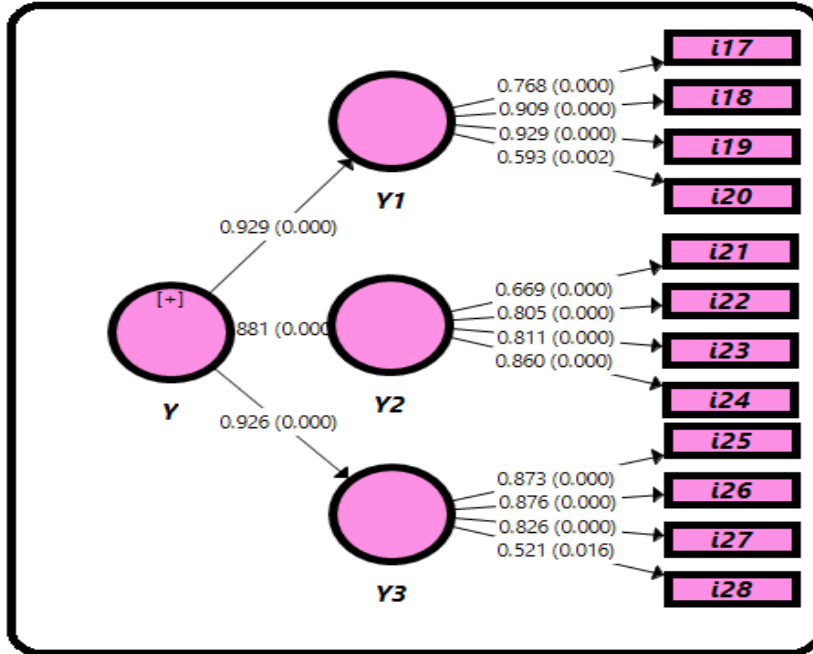 i17
0.768 (0.000)
i18
0.909 (0.000)
0.929 (0.000)
i19
0.593 (0.002)
i20
Y1
0.929 (0.000)
i21
0.669 (0.000)
i22
[+]
0.805 (0.000)
881 (0.000
0.811 (0.000)
i23
0.860 (0.000)
i24
Y
Y2
0.926 (0.000)
i25
0.873 (0.000)
i26
0.876 (0.000)
0.826 (0.000)
i27
0.521 (0.016)
i28
Y3